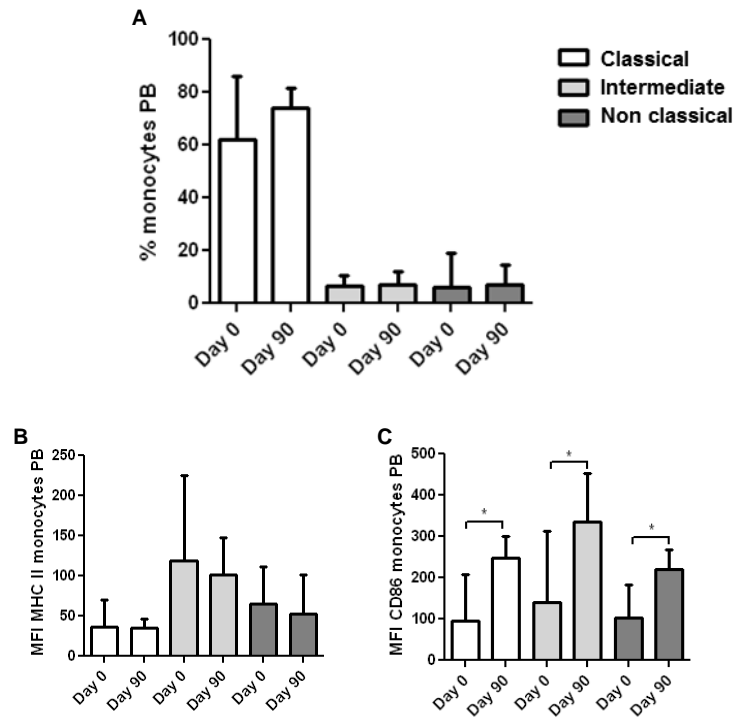 A
% monocytes PB
100
80
60
40
20
0
Day 0
Day 90
Day 0
Day 90
Day 0
Day 90
Classical
Intermediate
Non classical
B
MFI MHC II monocytes PB
250
200
150
100
50
0
Day 0
Day 90
Day 0
Day 90
Day 0
Day 90
C
MFI CD86 monocytes PB
500
400
300
200
100
0
*
*
*
Day 0
Day 90
Day 0
Day 90
Day 0
Day 90